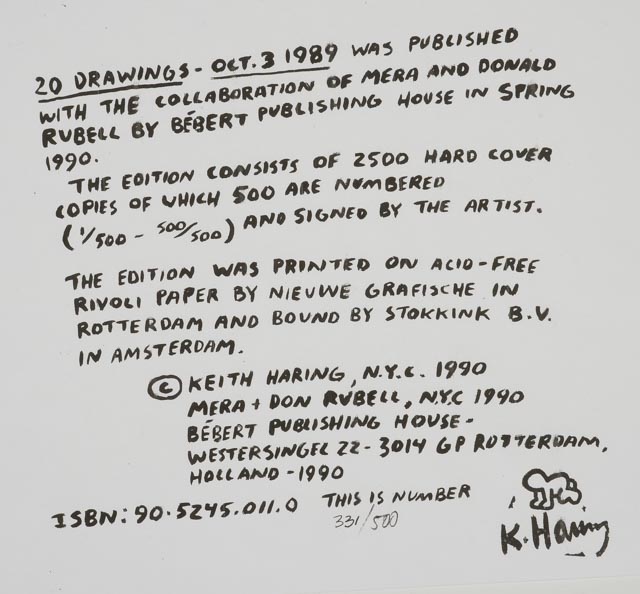 20 DRAWINGS - OCT. 3 1989 WAS PUBLISHED
WITH THE COLLABORATION OF MERA AND DONALD
RUBELL BY BÉBERT PUBLISHING HOUSE IN SPRING
1990.
THE EDITION CONSISTS OF 2500 HARD COVER
COPIES OF WHICH 500 ARE NUMBERED
(1/500 - 500/500) AND SIGNED BY THE ARTIST.
THE EDITION WAS PRINTED ON ACID-FREE
RIVOLI PAPER BY NIEUWE GRAFISCHE IN
ROTTERDAM AND BOUND BY STOKKINK B.V.
IN AMSTERDAM.
© KEITH HARING, N.Y.C. 1990
MERA + DON RUBELL, NYC 1990
BÉBERT PUBLISHING HOUSE -
WESTERSINGEL 22 - 3014 GP ROTTERDAM,
HOLLAND - 1990
ISBN: 90.5245.011.0 THIS IS NUMBER
331/500
K. Haring